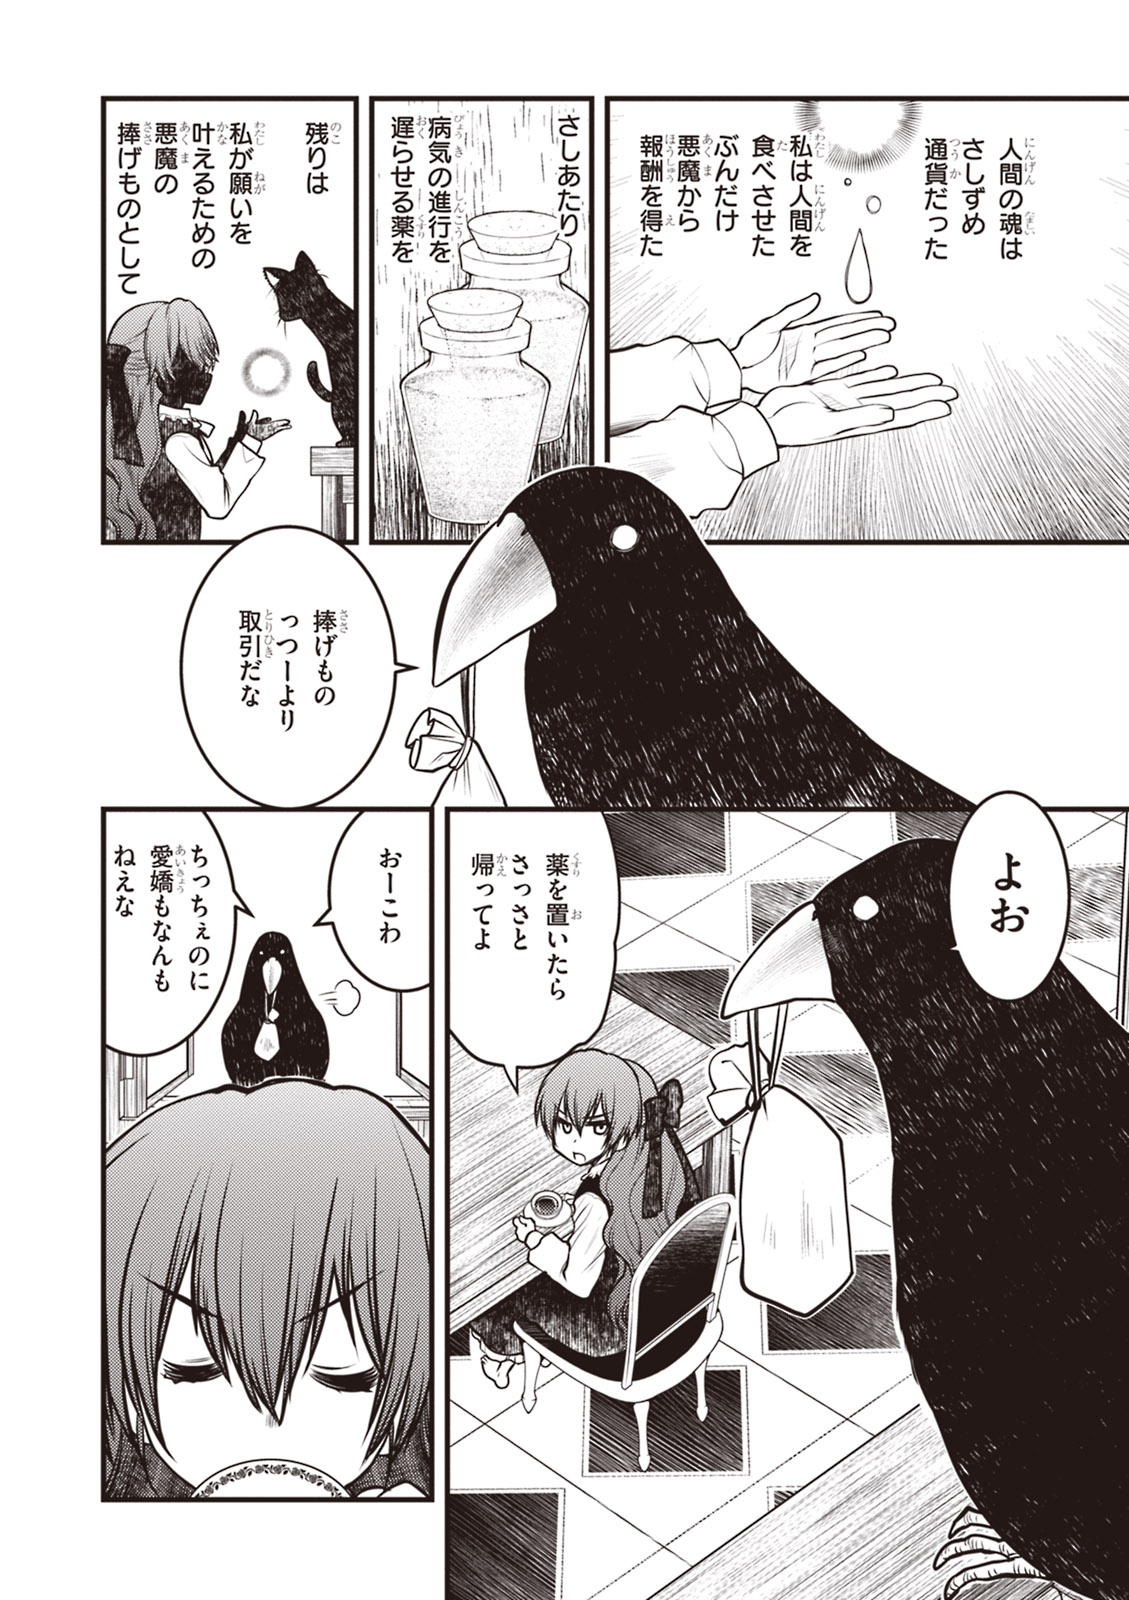 人間の魂は
さしずめ
通貨だった
私は人間を
食べさせた
ぶんだけ
悪魔から
報酬を得た
さしあたり
病気の進行を
遅らせる薬を
残りは
私が願いを
叶えるための
悪魔の
捧げものとして
捧げもの
っつーより
取引だな
よお
薬を置いたら
さっさと
帰ってよ
おーこわ
ちっちぇのに
愛嬌もなんも
ねえな